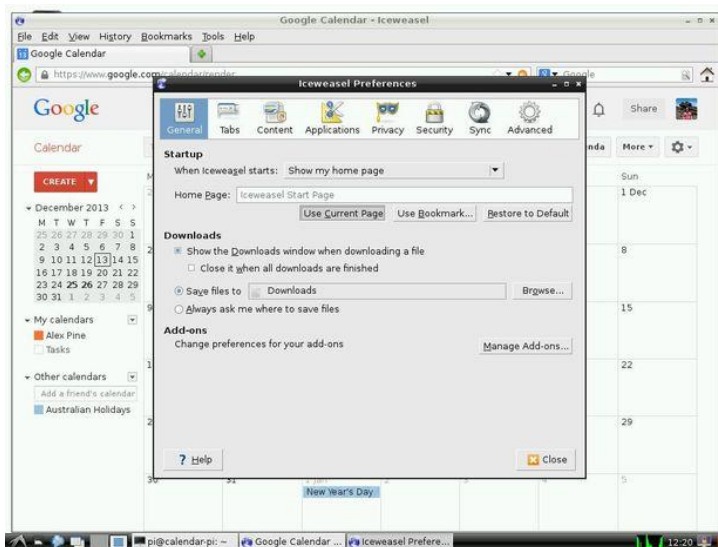 Google Calendar - Iceweasel
File Edit View History Bookmarks Tools Help
Google Calendar
https://www.google.com/calendar/render
Google
Iceweasel Preferences
General Tabs Content Applications Privacy Security Sync Advanced
Google
Share
Calendar
More
CREATE
Sun
December 2013 < >
M T W T F S S
25 26 27 28 29 30 1
2 3 4 5 6 7 8
9 10 11 12 13 14 15
16 17 18 19 20 21 22
23 24 25 26 27 28 29
30 31 1 2 3 4 5
My calendars
Alex Pine
Tasks
Other calendars
Add a friend's calendar
Australian Holidays
Startup
When Iceweasel starts: Show my home page
Home Page: Iceweasel Start Page
Use Current Page Use Bookmark... Restore to Default
Downloads
Show the Downloads window when downloading a file
Close it when all downloads are finished
Save files to Downloads Browse...
Always ask me where to save files
Add-ons
Change preferences for your add-ons Manage Add-ons...
? Help Close
1 Dec
8
15
22
29
30 31 5
New Year's Day
pi@calendar-pi: ~ Google Calendar ... Iceweasel Prefere... 12:20